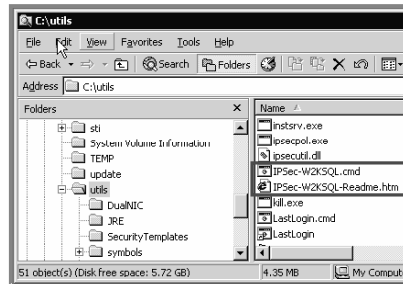 C:\utils
File Edit View Favorites Tools Help
Back Search Folders
Address C:\utils
Folders x Name
sti
System Volume Information
TEMP
update
utils
DualNIC
JRE
SecurityTemplates
symbols
instsrv.exe
ipsecpol.exe
ipsecutil.dll
IPSec-W2KSQL.cmd
IPSec-W2KSQL-Readme.htm
kill.exe
LastLogin.cmd
LastLogin
51 object(s) (Disk free space: 5.72 GB) 4.35 MB My Comput